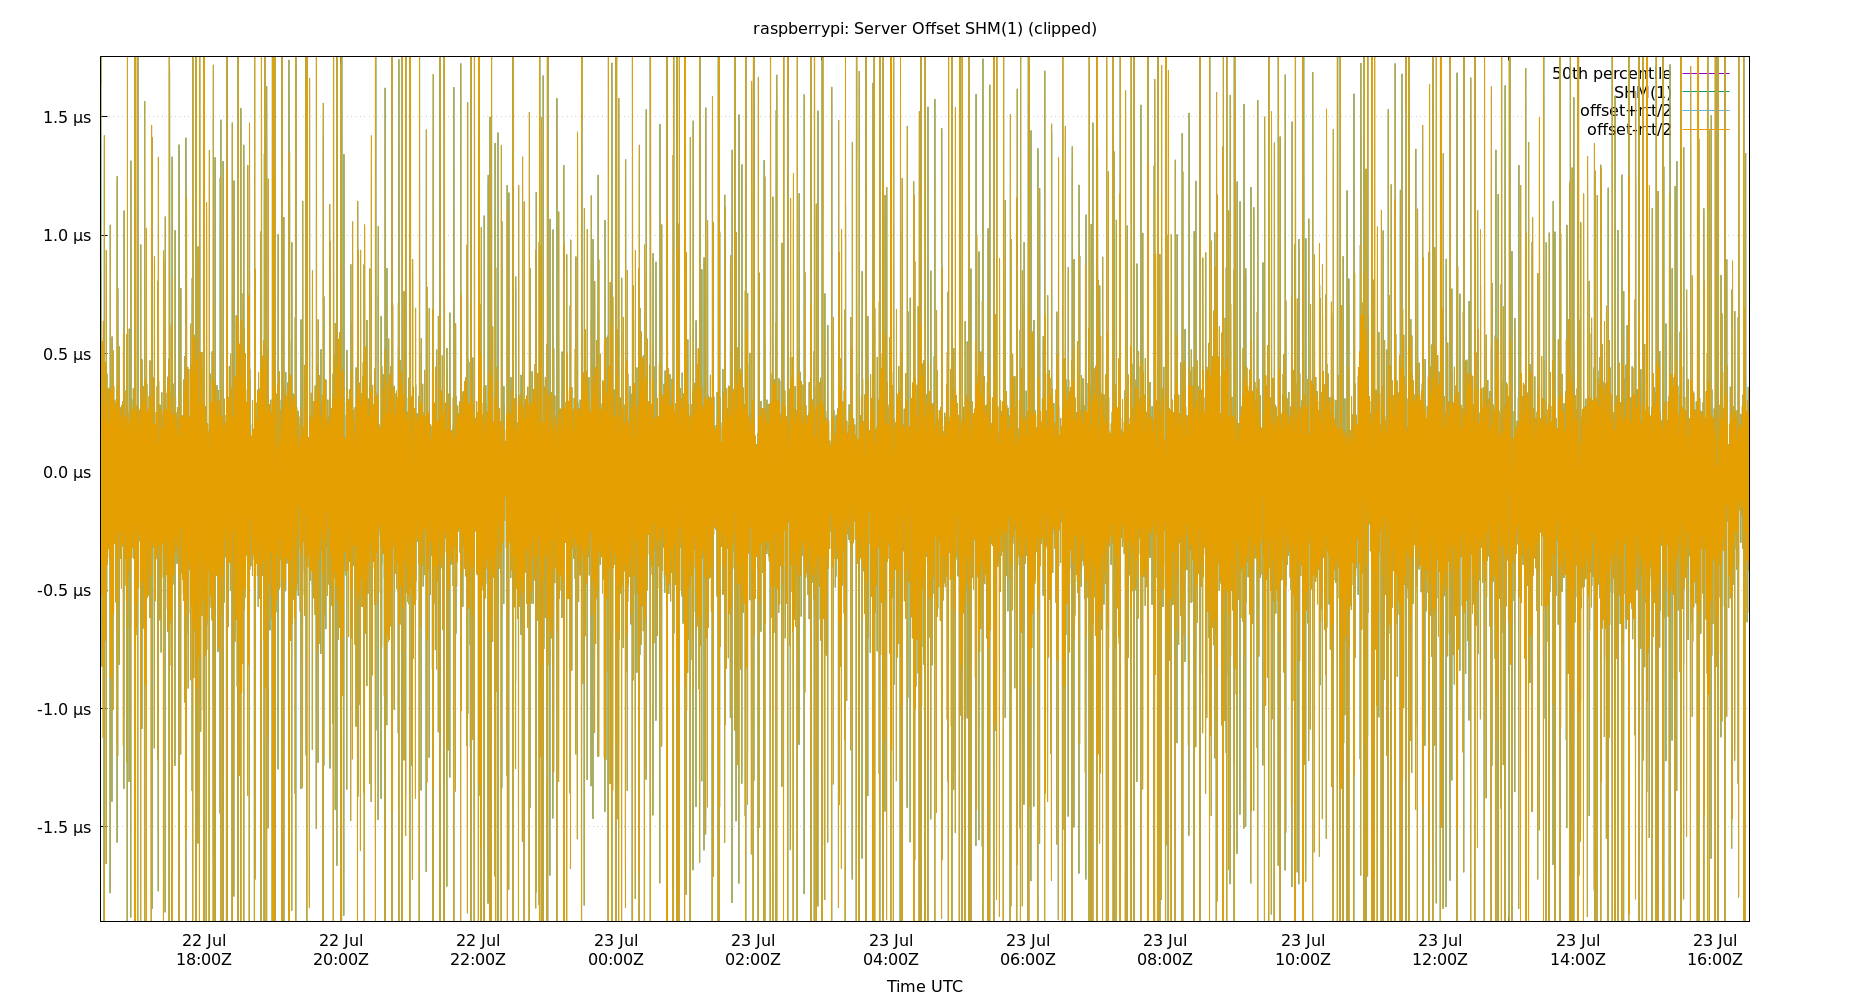 raspberrypi: Server Offset SHM(1) (clipped)
50th percentile
SHM(1)
offset+rtt/2
offset-rtt/2
1.5 µs
1.0 µs
0.5 µs
0.0 µs
-0.5 µs
-1.0 µs
-1.5 µs
22 Jul 22 Jul 22 Jul 23 Jul 23 Jul 23 Jul 23 Jul 23 Jul 23 Jul 23 Jul 23 Jul 23 Jul
18:00Z 20:00Z 22:00Z 00:00Z 02:00Z 04:00Z 06:00Z 08:00Z 10:00Z 12:00Z 14:00Z 16:00Z
Time UTC